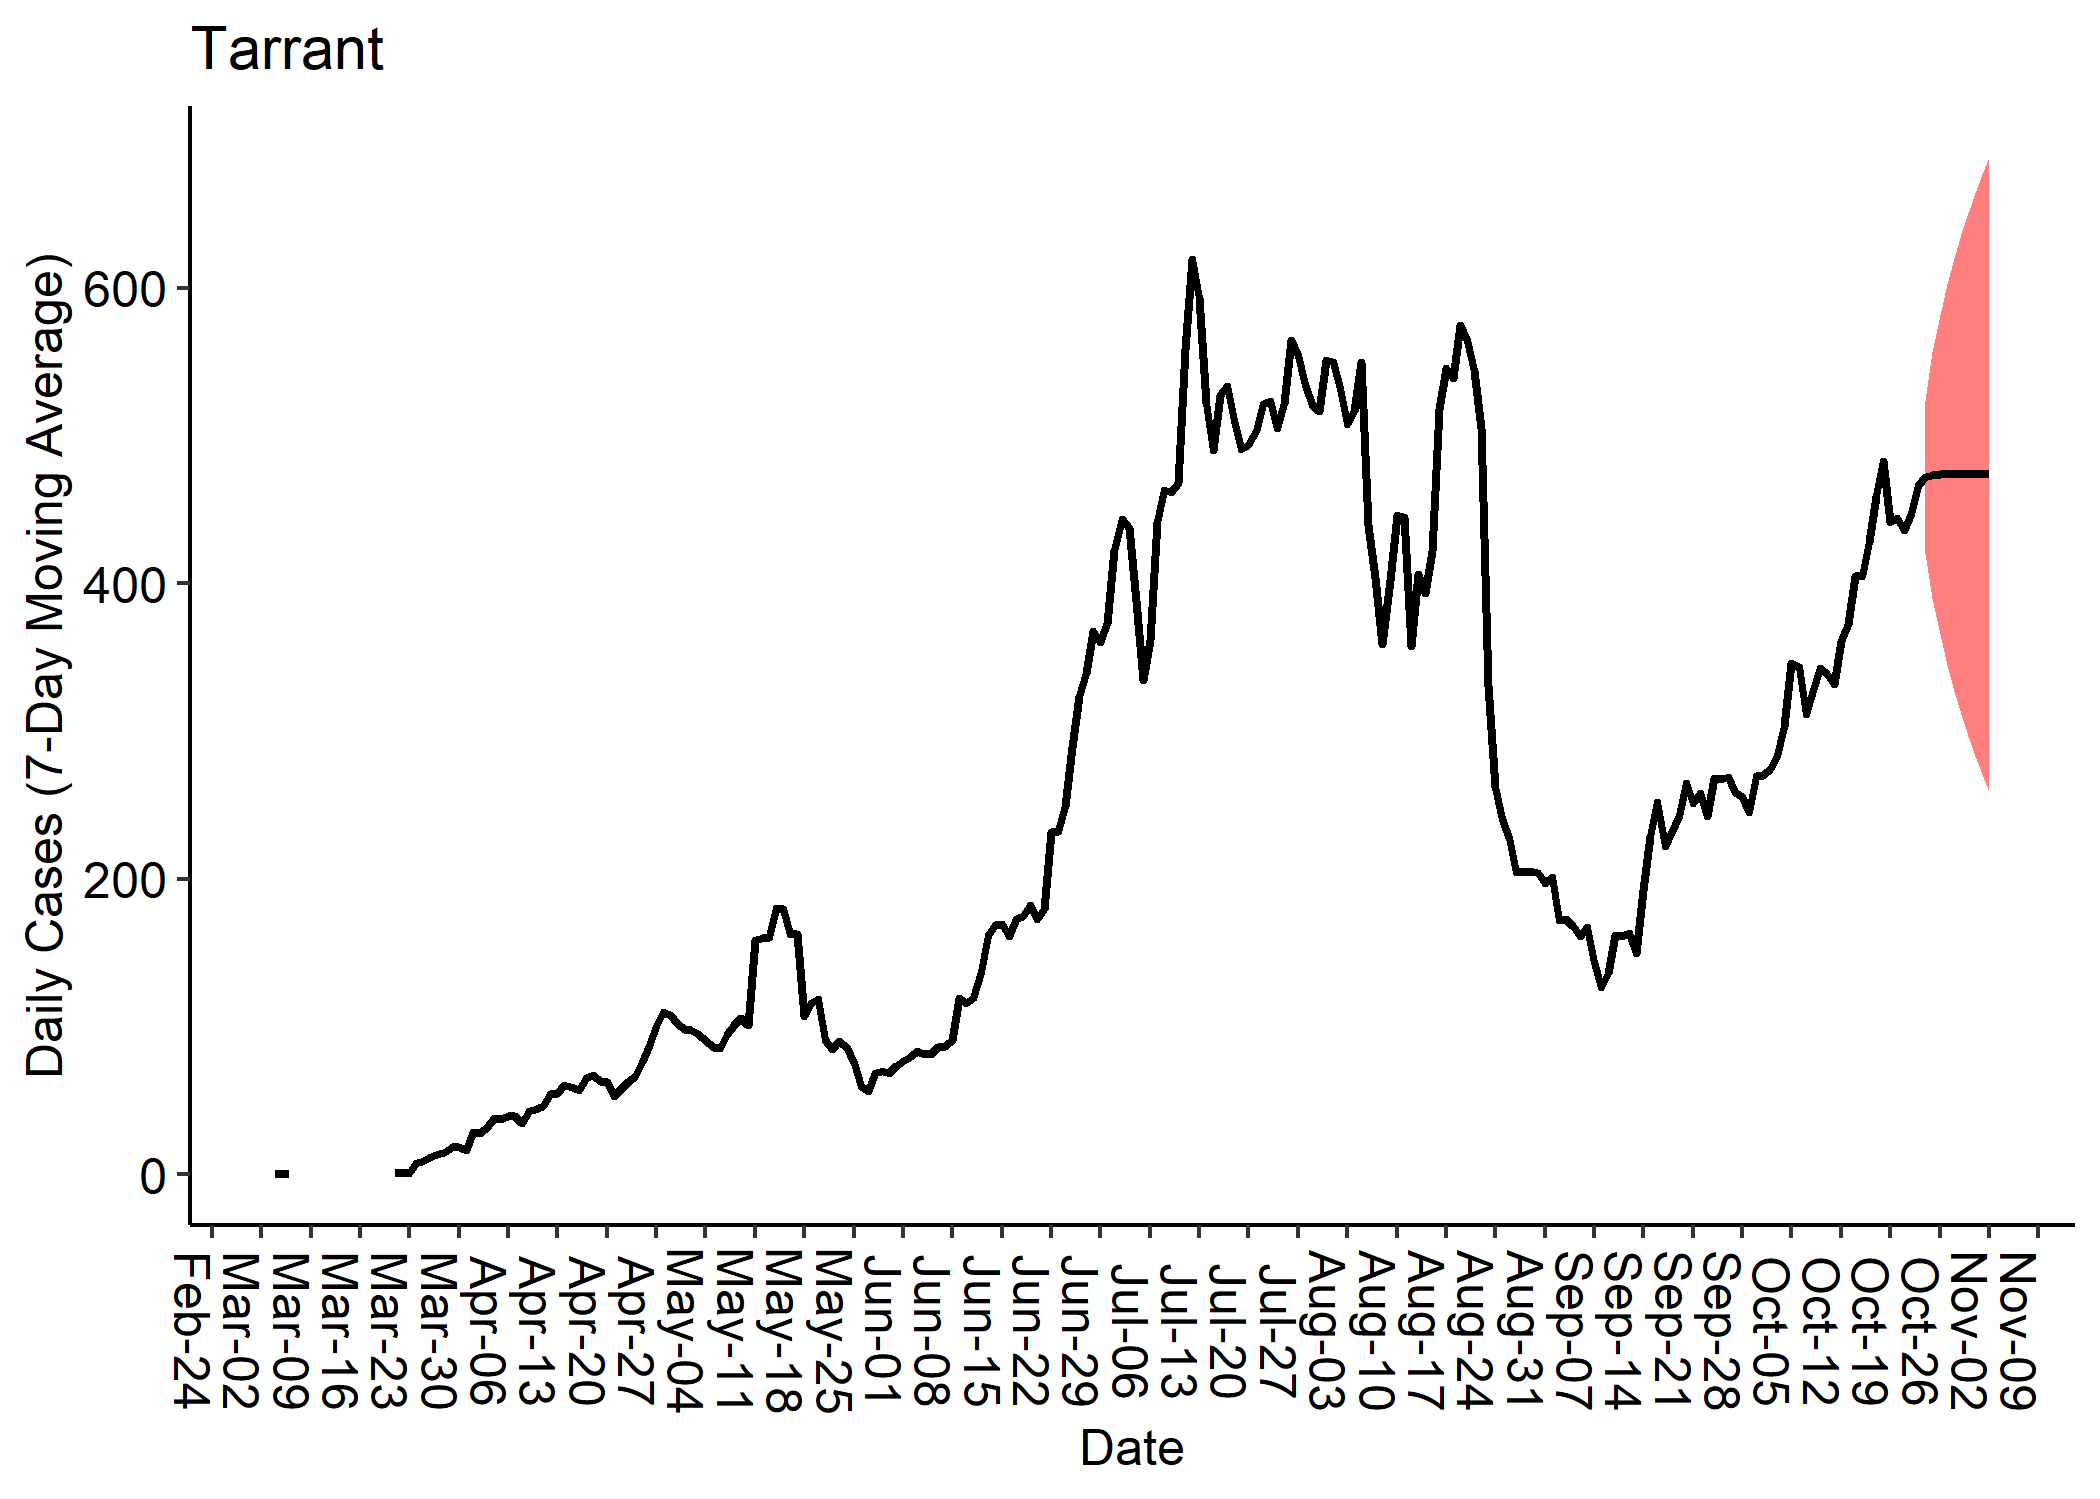 Tarrant
Daily Cases (7-Day Moving Average)
600
400
200
0
Feb-24
Mar-02
Mar-09
Mar-16
Mar-23
Mar-30
Apr-06
Apr-13
Apr-20
Apr-27
May-04
May-11
May-18
May-25
Jun-01
Jun-08
Jun-15
Jun-22
Jun-29
Jul-06
Jul-13
Jul-20
Jul-27
Aug-03
Aug-10
Aug-17
Aug-24
Aug-31
Sep-07
Sep-14
Sep-21
Sep-28
Oct-05
Oct-12
Oct-19
Oct-26
Nov-02
Nov-09
Date